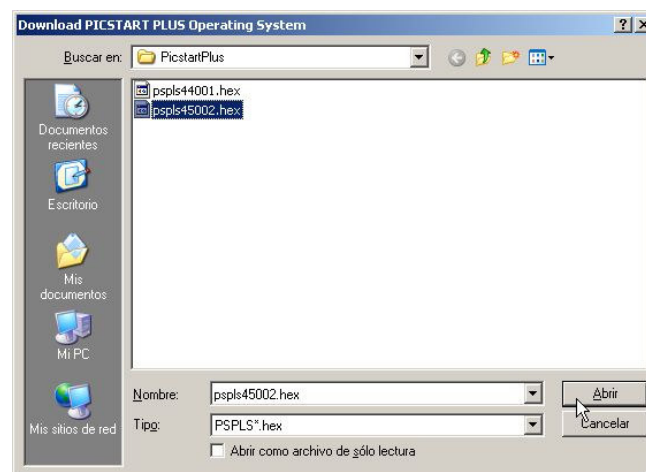 Download PICSTART PLUS Operating System
Buscar en: PicstartPlus
pspls44001.hex
pspls45002.hex
Documentos
recientes
Escritorio
Mis
documentos
Mi PC
Mis sitios de red
Nombre: pspls45002.hex Abrir
Tipo: PSPLS*.hex Cancelar
Abrir como archivo de sólo lectura